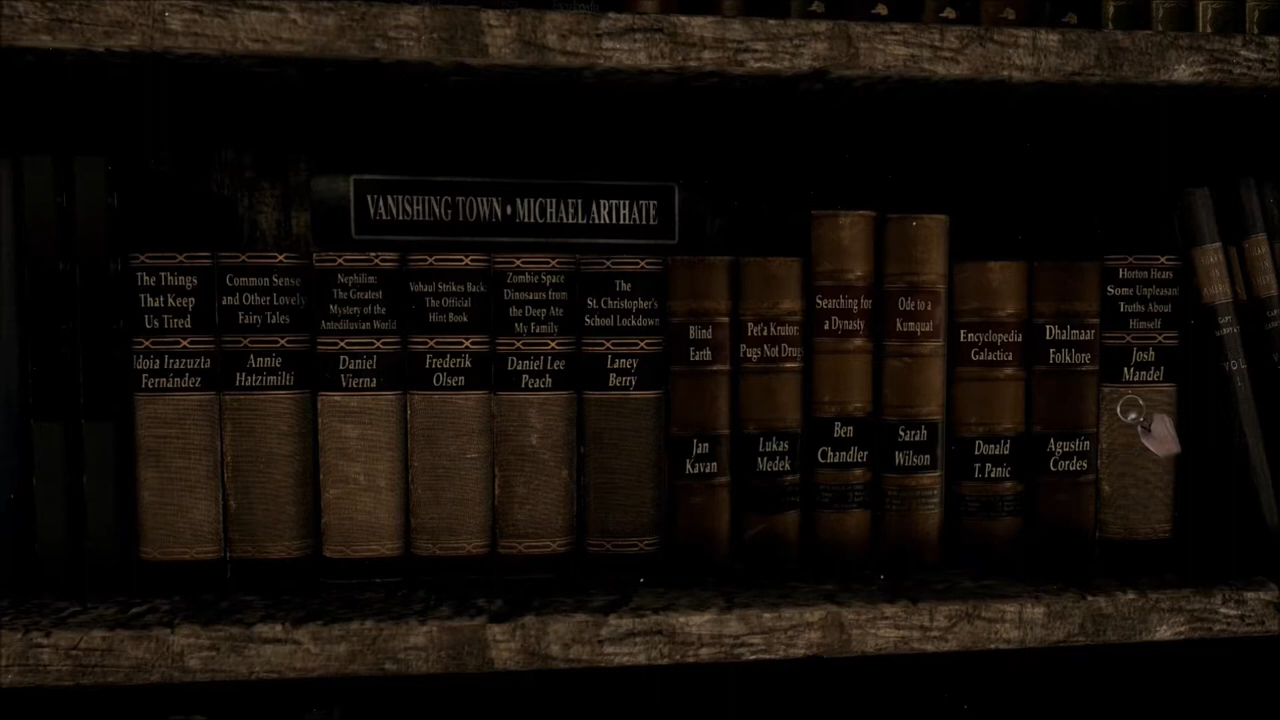 VANISHING TOWN • MICHAEL ARTHATE
The Things
That Keep
Us Tired
Idoia Irazuzta
Fernández
Common Sense
and Other Lovely
Fairy Tales
Annie
Hatzimilti
Nephilim:
The Greatest
Mystery of the
Antediluvian World
Daniel
Vierna
Vohaul Strikes Back:
The Official
Hint Book
Frederik
Olsen
Zombie Space
Dinosaurs from
the Deep Ate
My Family
Daniel Lee
Peach
The
St. Christopher's
School Lockdown
Laney
Berry
Blind
Earth
Jan
Kavan
Pet'a Krutor:
Pugs Not Drugs
Lukas
Medek
Searching for
a Dynasty
Ben
Chandler
Ode to a
Kumquat
Sarah
Wilson
Encyclopedia
Galactica
Donald
T. Panic
Dhalmaar
Folklore
Agustín
Cordes
Horton Hears
Some Unpleasant
Truths About
Himself
Josh
Mandel
VOL